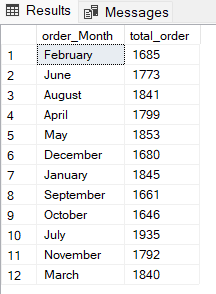 Results Messages
order_Month total_order
1 February 1685
2 June 1773
3 August 1841
4 April 1799
5 May 1853
6 December 1680
7 January 1845
8 September 1661
9 October 1646
10 July 1935
11 November 1792
12 March 1840